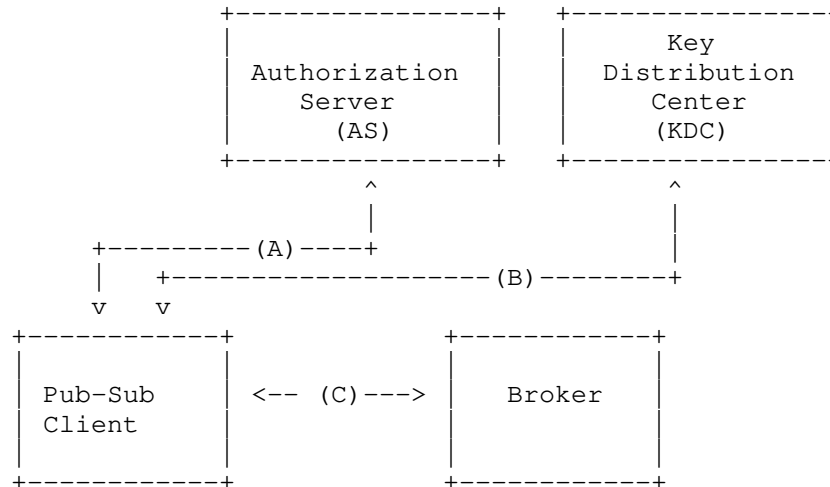 Key
Authorization Distribution
Server Center
(AS) (KDC)
(A)
(B)
Pub-Sub <-- (C)---> Broker
Client